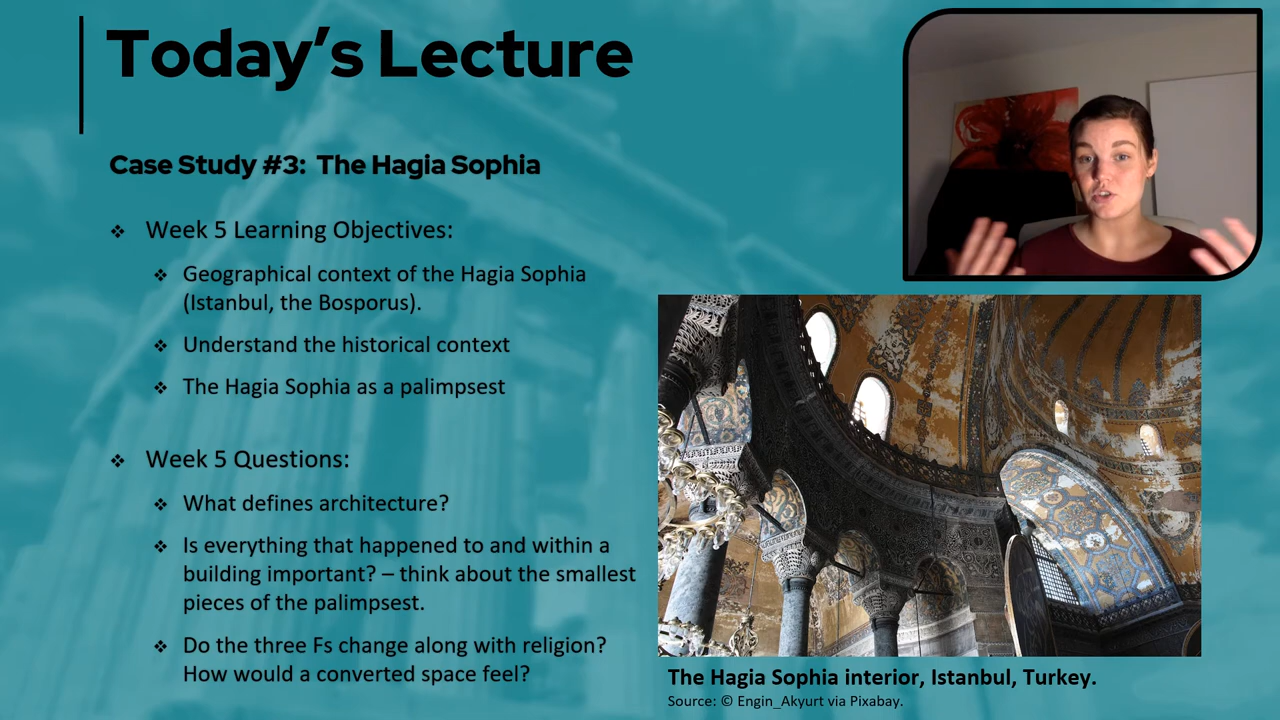 Today’s Lecture
Case Study #3:  The Hagia Sophia
❖ Week 5 Learning Objectives:
❖ Geographical context of the Hagia Sophia
(Istanbul, the Bosporus).
❖ Understand the historical context
❖ The Hagia Sophia as a palimpsest
❖ Week 5 Questions:
❖ What defines architecture?
❖ Is everything that happened to and within a
building important? – think about the smallest
pieces of the palimpsest.
❖ Do the three Fs change along with religion?
How would a converted space feel?
The Hagia Sophia interior, Istanbul, Turkey.
Source: © Engin_Akyurt via Pixabay.